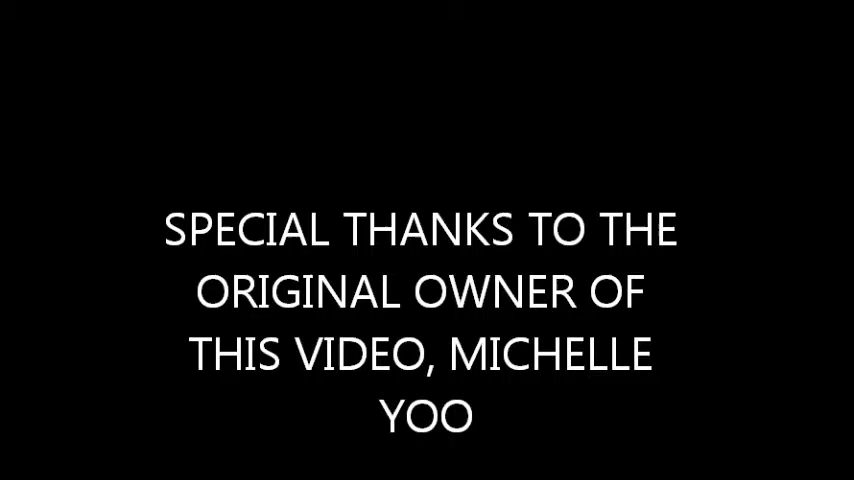 SPECIAL THANKS TO THE
ORIGINAL OWNER OF
THIS VIDEO, MICHELLE
YOO